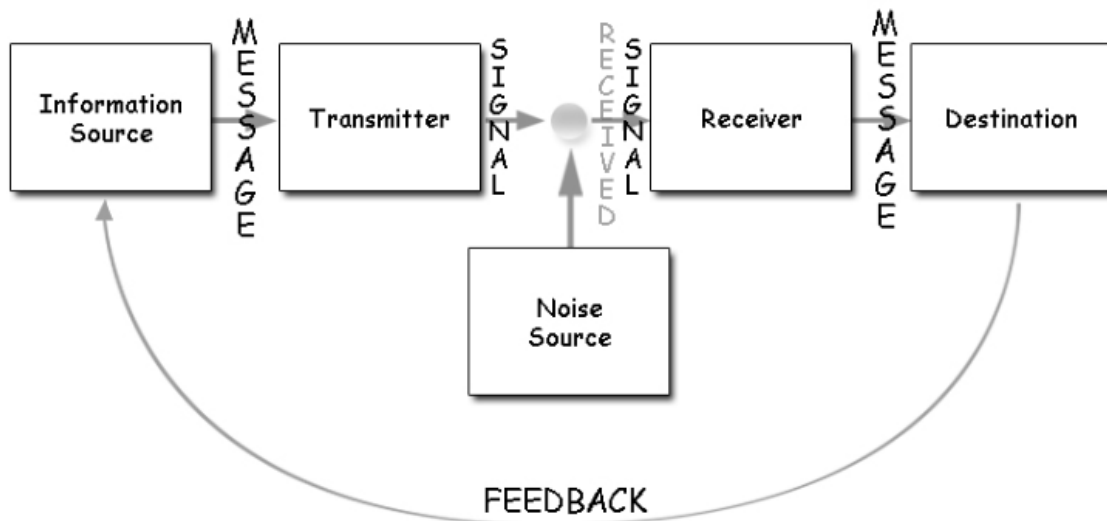 Information
Source
MESSAGE
Transmitter
SIGNAL
RECEIVED
SIGNAL
Receiver
MESSAGE
Destination
Noise
Source
FEEDBACK